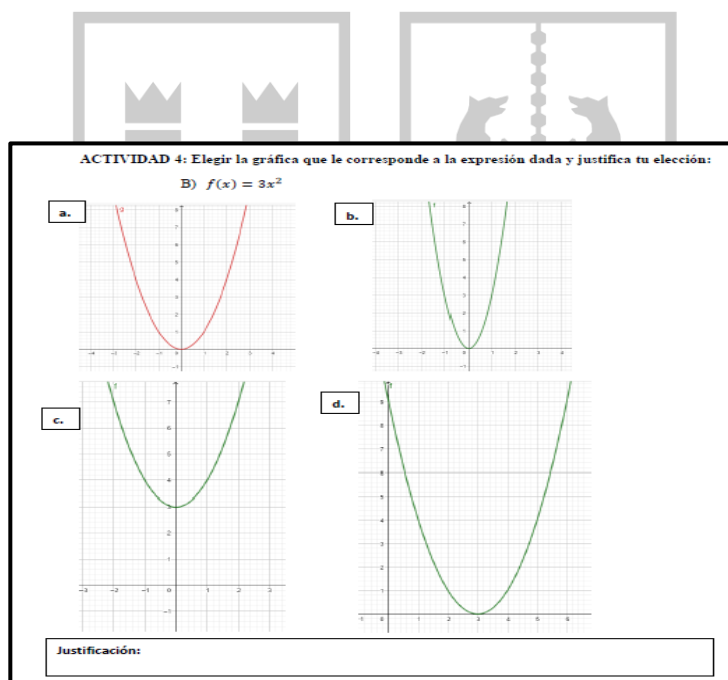 ACTIVIDAD 4: Elegir la gráfica que le corresponde a la expresión dada y justifica tu elección:
B) f(x) = 3x²
a.
b.
c.
d.
Justificación: